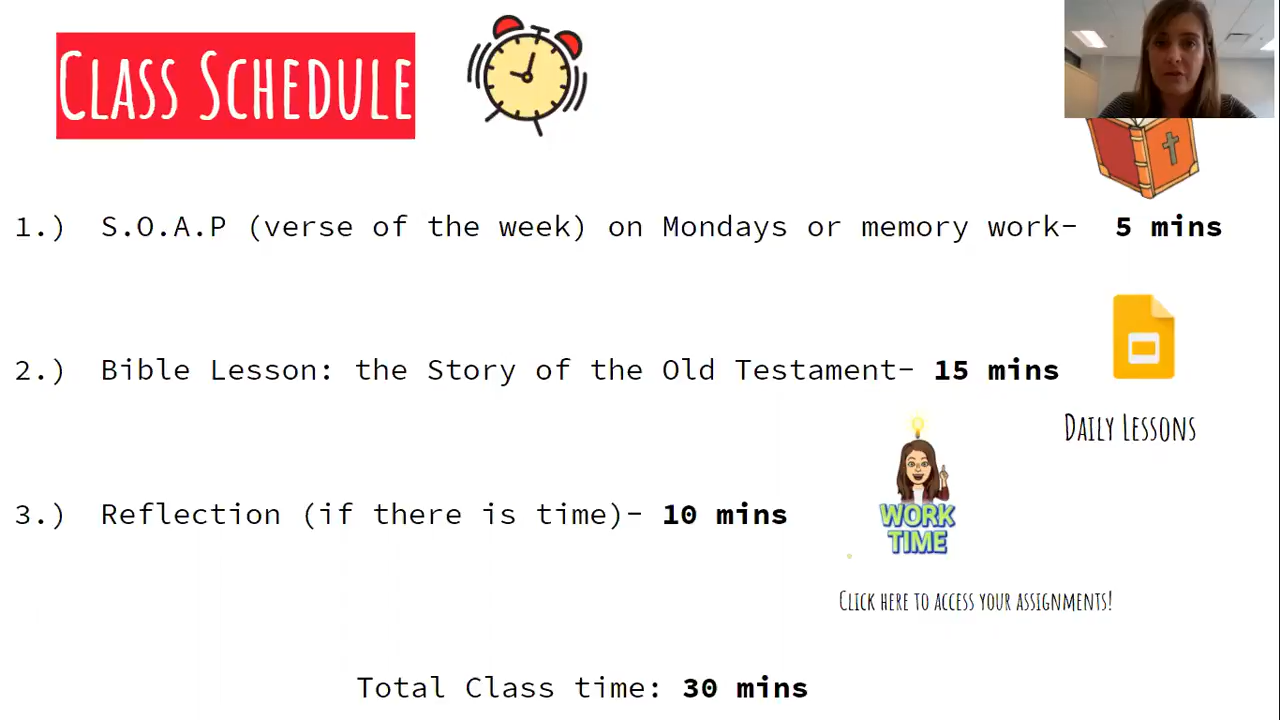 Class Schedule
1.) S.O.A.P (verse of the week) on Mondays or memory work- 5 mins
2.) Bible Lesson: the Story of the Old Testament- 15 mins
Daily Lessons
3.) Reflection (if there is time)- 10 mins
WORK
TIME
Click here to access your assignments!
Total Class time: 30 mins